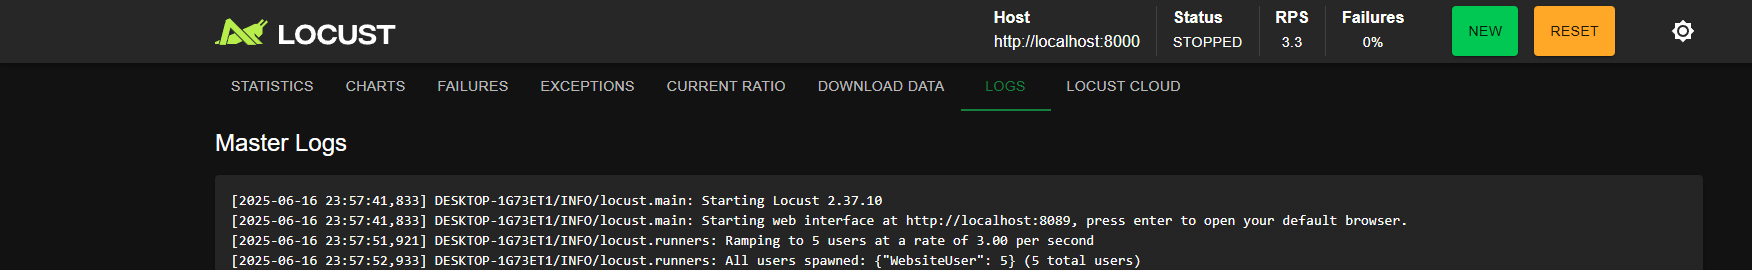 LOCUST
Host
http://localhost:8000
Status
STOPPED
RPS
3.3
Failures
0%
NEW
RESET
STATISTICS CHARTS FAILURES EXCEPTIONS CURRENT RATIO DOWNLOAD DATA LOGS LOCUST CLOUD
Master Logs
[2025-06-16 23:57:41,833] DESKTOP-1G73ET1/INFO/locust.main: Starting Locust 2.37.10
[2025-06-16 23:57:41,833] DESKTOP-1G73ET1/INFO/locust.main: Starting web interface at http://localhost:8089, press enter to open your default browser.
[2025-06-16 23:57:51,921] DESKTOP-1G73ET1/INFO/locust.runners: Ramping to 5 users at a rate of 3.00 per second
[2025-06-16 23:57:52,933] DESKTOP-1G73ET1/INFO/locust.runners: All users spawned: {"WebsiteUser": 5} (5 total users)